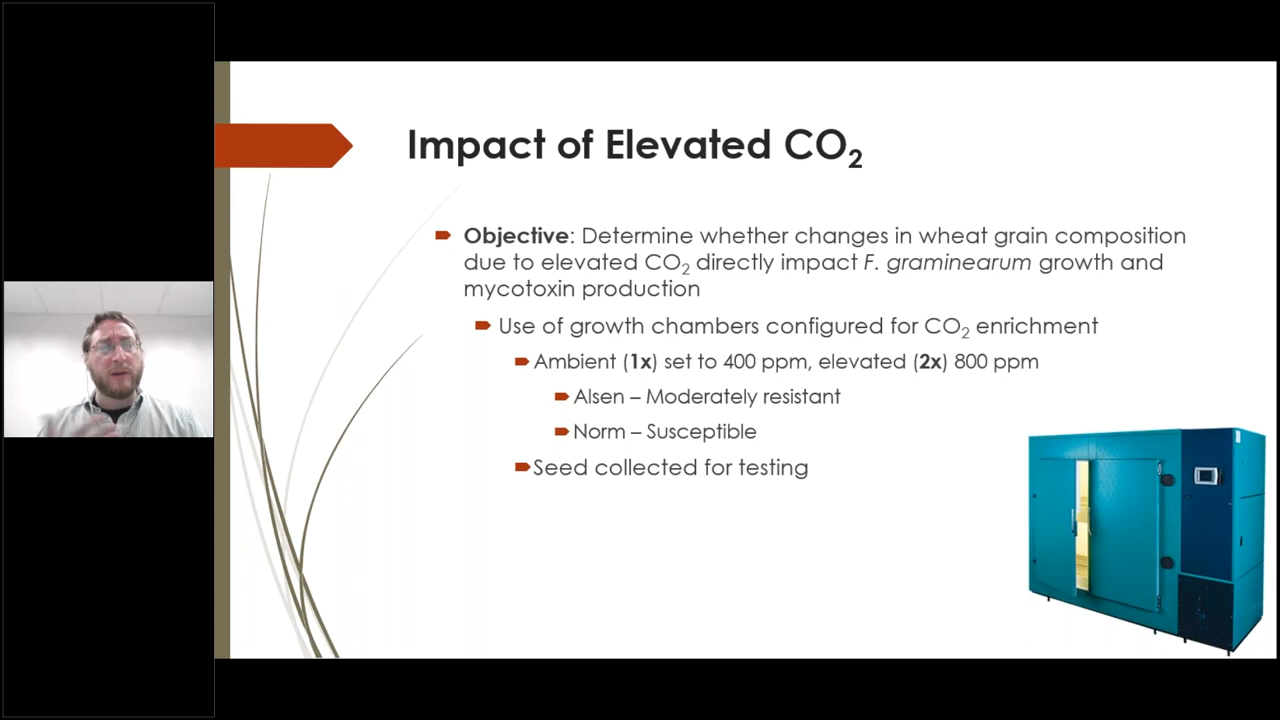 Impact of Elevated CO₂
Objective: Determine whether changes in wheat grain composition
due to elevated CO₂ directly impact F. graminearum growth and
mycotoxin production
Use of growth chambers configured for CO₂ enrichment
Ambient (1x) set to 400 ppm, elevated (2x) 800 ppm
Alsen – Moderately resistant
Norm – Susceptible
Seed collected for testing